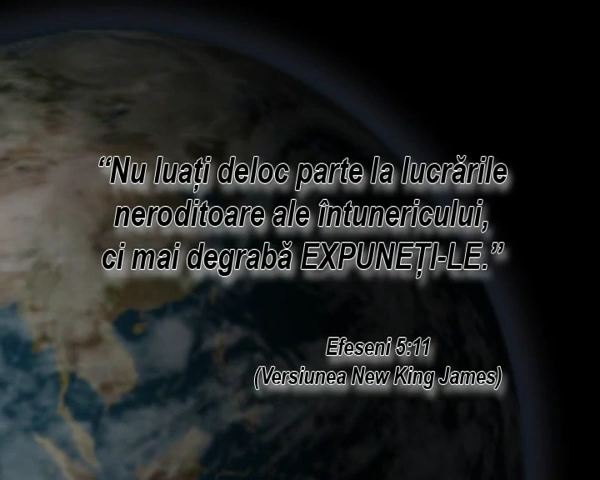 “Nu luați deloc parte la lucrările
neroditoare ale întunericului,
ci mai degrabă EXPUNEȚI-LE.”
Efeseni 5:11
(Versiunea New King James)